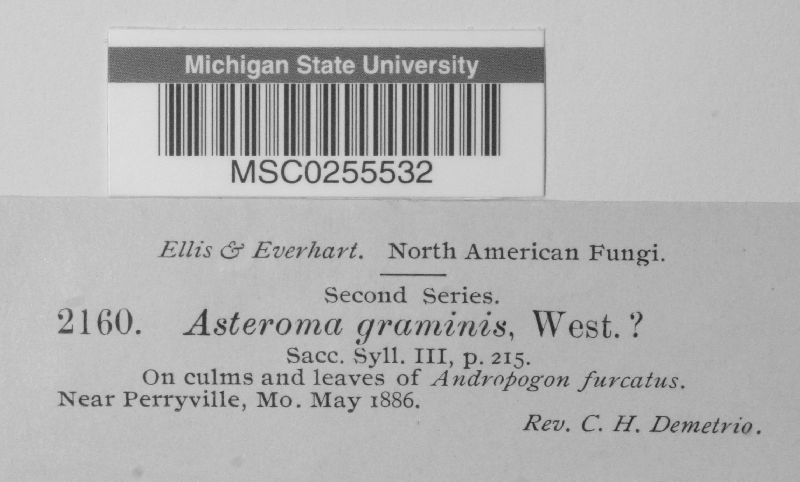 Michigan State University
MSC0255532
Ellis & Everhart. North American Fungi.
Second Series.
2160. Asteroma graminis, West. ?
Sacc. Syll. III, p. 215.
On culms and leaves of Andropogon furcatus.
Near Perryville, Mo. May 1886.
Rev. C. H. Demetrio.